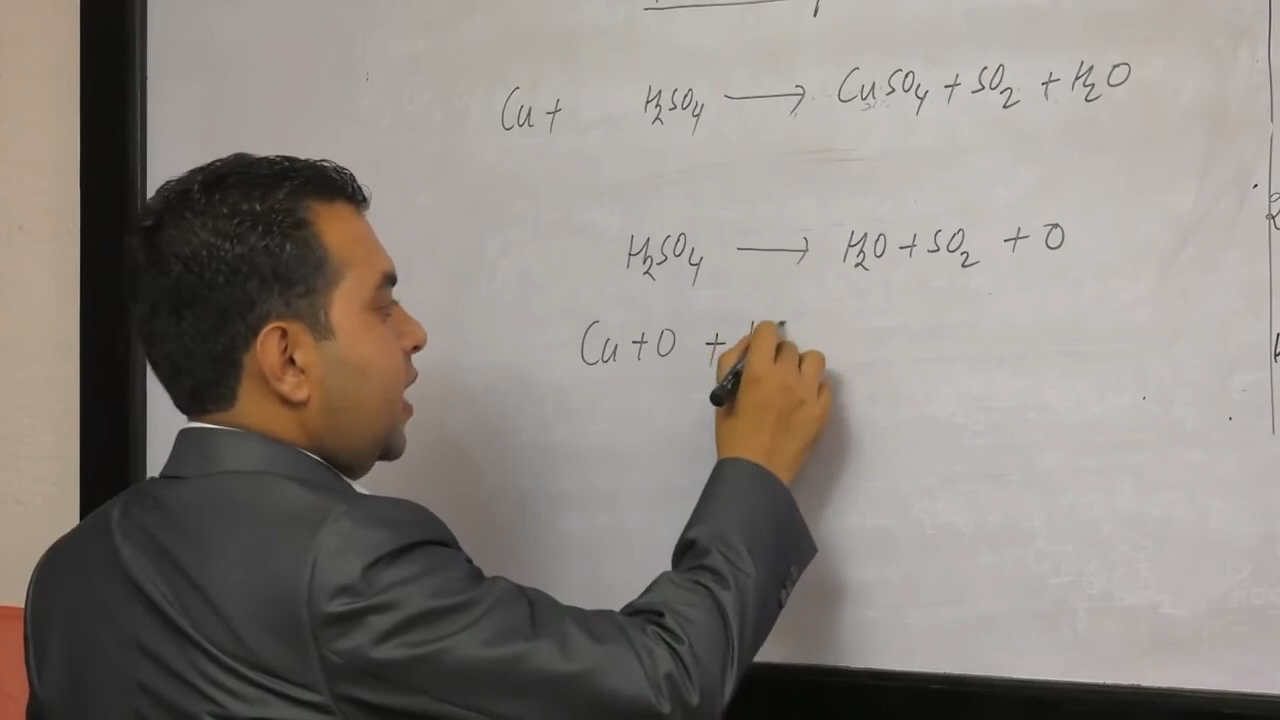 Cu + H2SO4 → CuSO4 + SO2 + H2O
H2SO4 → H2O + SO2 + O
Cu + O +